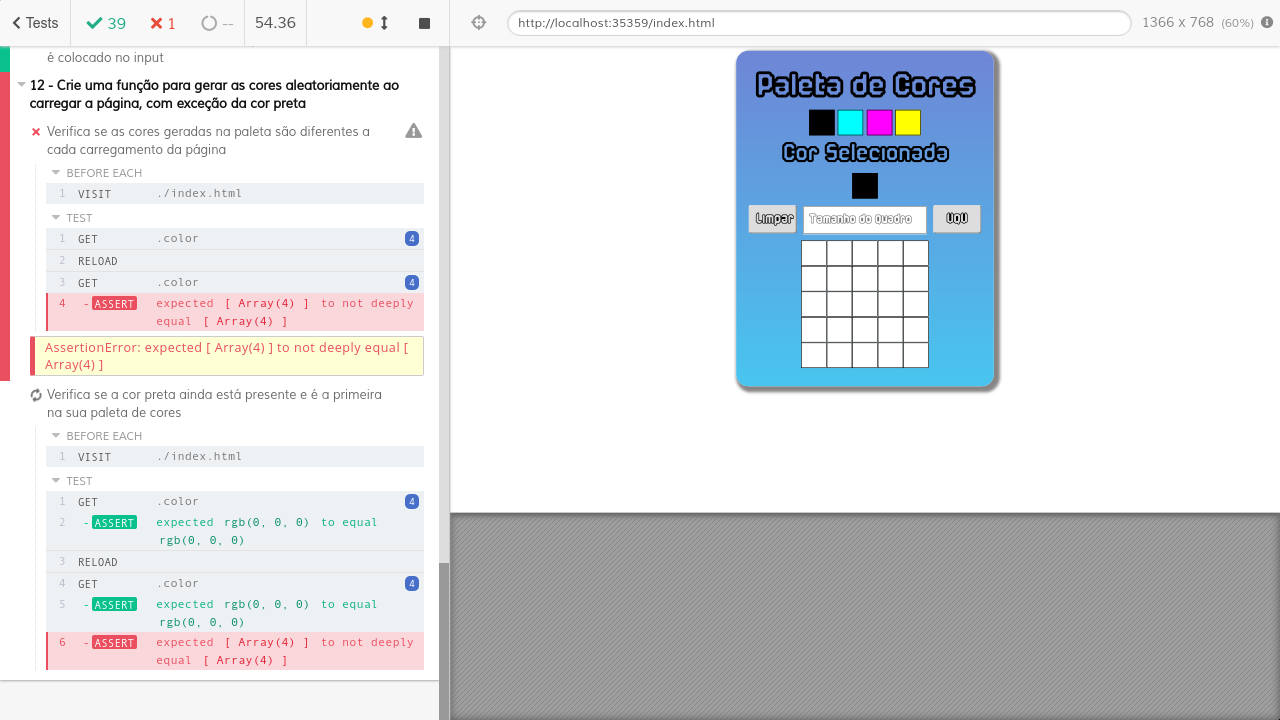 Tests
39
1
--
54.36
http://localhost:35359/index.html
1366 x 768 (60%)
é colocado no input
12 - Crie uma função para gerar as cores aleatoriamente ao
carregar a página, com exceção da cor preta
Verifica se as cores geradas na paleta são diferentes a
cada carregamento da página
BEFORE EACH
1 VISIT ./index.html
TEST
1 GET .color 4
2 RELOAD
3 GET .color 4
4 -ASSERT expected [ Array(4) ] to not deeply
equal [ Array(4) ]
AssertionError: expected [ Array(4) ] to not deeply equal [
Array(4) ]
Verifica se a cor preta ainda está presente e é a primeira
na sua paleta de cores
BEFORE EACH
1 VISIT ./index.html
TEST
1 GET .color 4
2 -ASSERT expected rgb(0, 0, 0) to equal
rgb(0, 0, 0)
3 RELOAD
4 GET .color 4
5 -ASSERT expected rgb(0, 0, 0) to equal
rgb(0, 0, 0)
6 -ASSERT expected [ Array(4) ] to not deeply
equal [ Array(4) ]
Paleta de Cores
Cor Selecionada
Limpar
Tamanho do Quadro
VQV